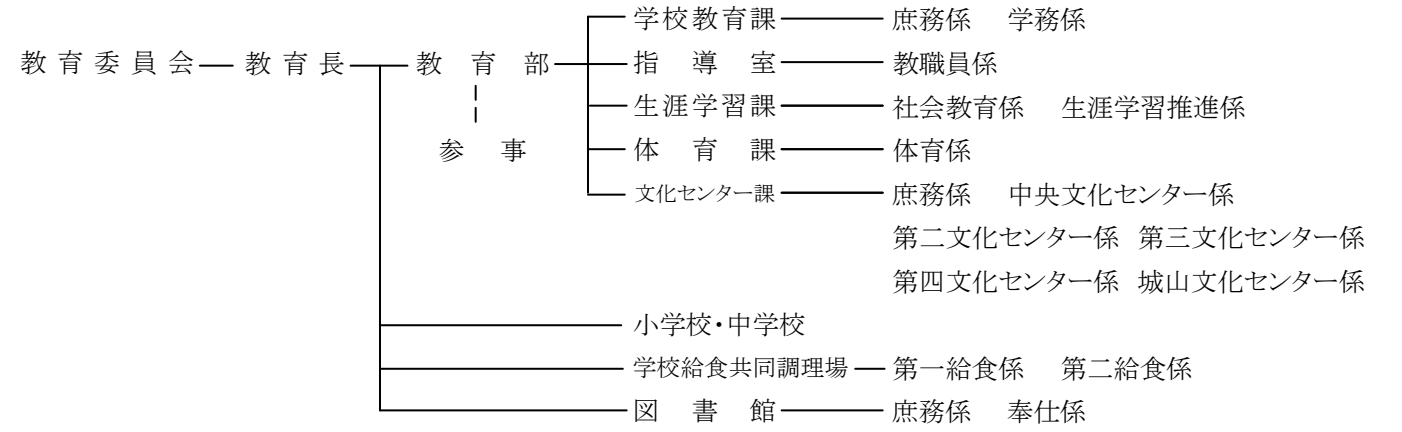 学校教育課 庶務係 学務係
教育委員会 教育長 教育部 指導室 教職員係
生涯学習課 社会教育係 生涯学習推進係
参事 体育課 体育係
文化センター課 庶務係 中央文化センター係
第二文化センター係 第三文化センター係
第四文化センター係 城山文化センター係
小学校・中学校
学校給食共同調理場 第一給食係 第二給食係
図書館 庶務係 奉仕係